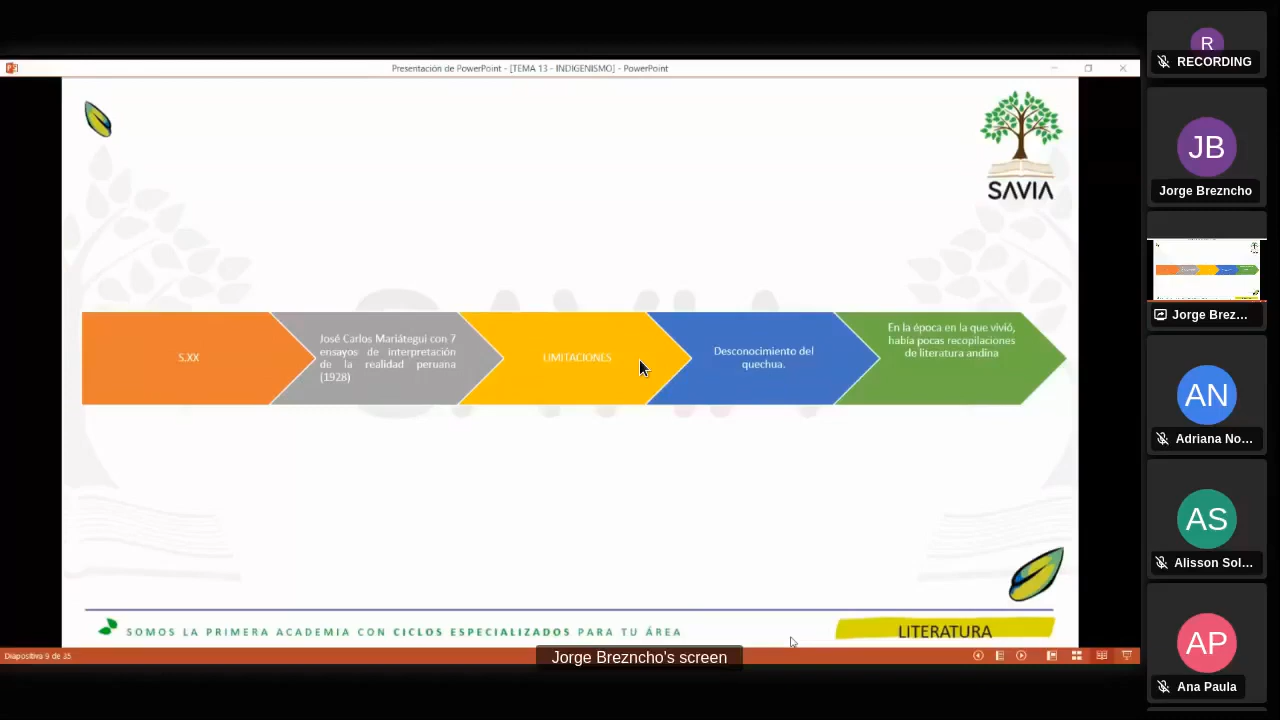 Presentación de PowerPoint - [TEMA 13 - INDIGENISMO] - PowerPoint
SAVIA
S.XX
José Carlos Mariátegui con 7
ensayos de interpretación
de la realidad peruana
(1928)
LIMITACIONES
Desconocimiento del
quechua.
En la época en la que vivió,
había pocas recopilaciones
de literatura andina
SOMOS LA PRIMERA ACADEMIA CON CICLOS ESPECIALIZADOS PARA TU ÁREA
LITERATURA
Diapositiva 9 de 35
Jorge Brezncho's screen
R
RECORDING
JB
Jorge Brezncho
Jorge Brez...
AN
Adriana No...
AS
Alisson Sol...
AP
Ana Paula